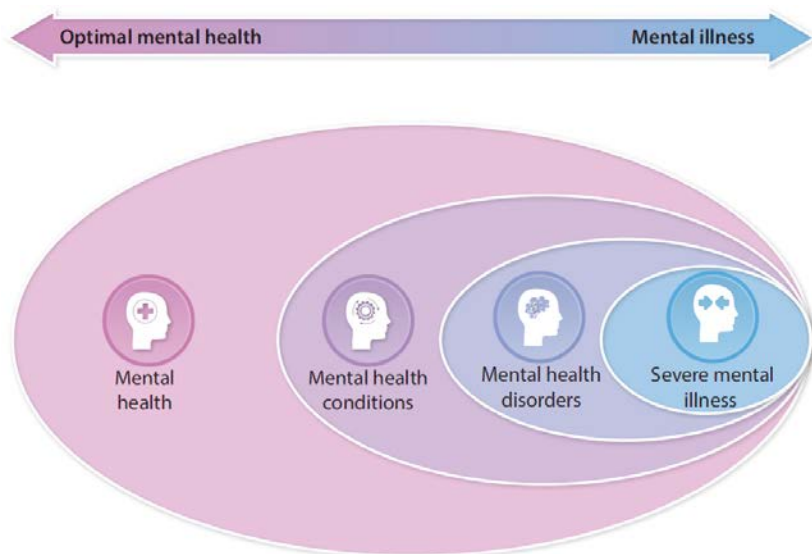 Optimal mental health
Mental illness
Mental
health
Mental health
conditions
Mental health
disorders
Severe mental
illness